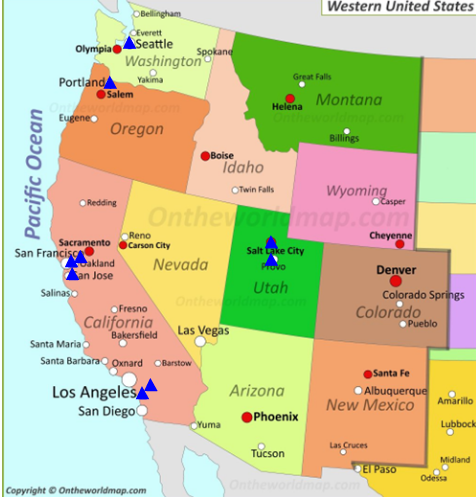 Western United States
Bellingham
Everett
Seattle
Olympia
Washington
Spokane
Yakima
Portland
Salem
Great Falls
Montana
Helena
Eugene
Oregon
Billings
Boise
Idaho
Pacific Ocean
Twin Falls
Wyoming
Casper
Redding
Ontheworldmap.com
Reno
Cheyenne
Sacramento
Carson City
Salt Lake City
San Francisco
Oakland
Provo
Nevada
Denver
San Jose
Utah
Colorado Springs
Salinas
Colorado
Fresno
California
Pueblo
Bakersfield
Las Vegas
Santa Maria
Santa Barbara
Oxnard
Barstow
Santa Fe
Los Angeles
Arizona
Albuquerque
Amarillo
New Mexico
San Diego
Phoenix
Yuma
Lubbock
Las Cruces
Tucson
Midland
El Paso
Odessa
Copyright © Ontheworldmap.com